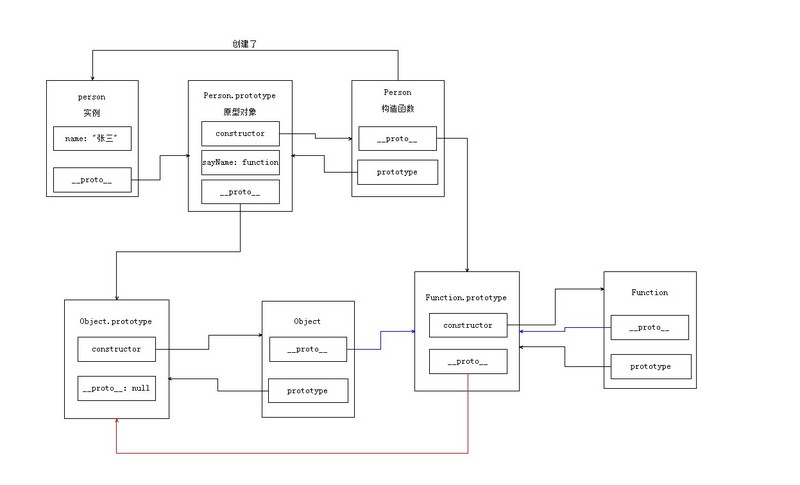 创建了
person
实例
name: "张三"
__proto__
Person.prototype
原型对象
constructor
sayName: function
__proto__
Person
构造函数
__proto__
prototype
Object.prototype
constructor
__proto__: null
Object
__proto__
prototype
Function.prototype
constructor
__proto__
Function
__proto__
prototype